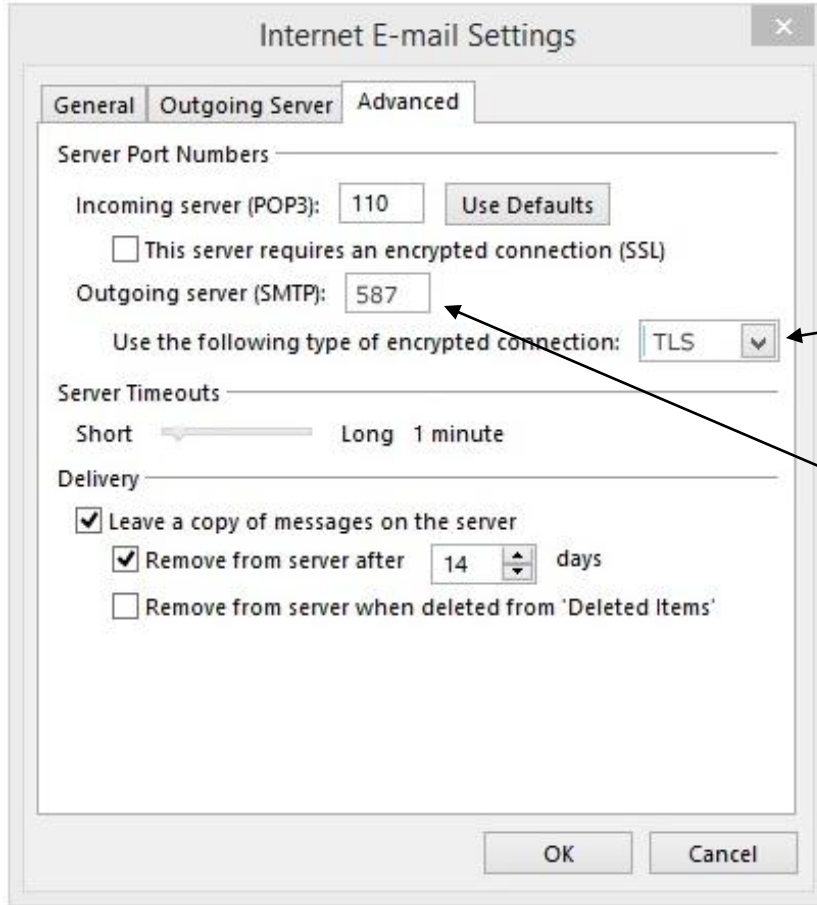 Internet E-mail Settings
General Outgoing Server Advanced
Server Port Numbers
Incoming server (POP3): 110 Use Defaults
This server requires an encrypted connection (SSL)
Outgoing server (SMTP): 587
Use the following type of encrypted connection: TLS
Server Timeouts
Short Long 1 minute
Delivery
Leave a copy of messages on the server
Remove from server after 14 days
Remove from server when deleted from 'Deleted Items'
OK Cancel